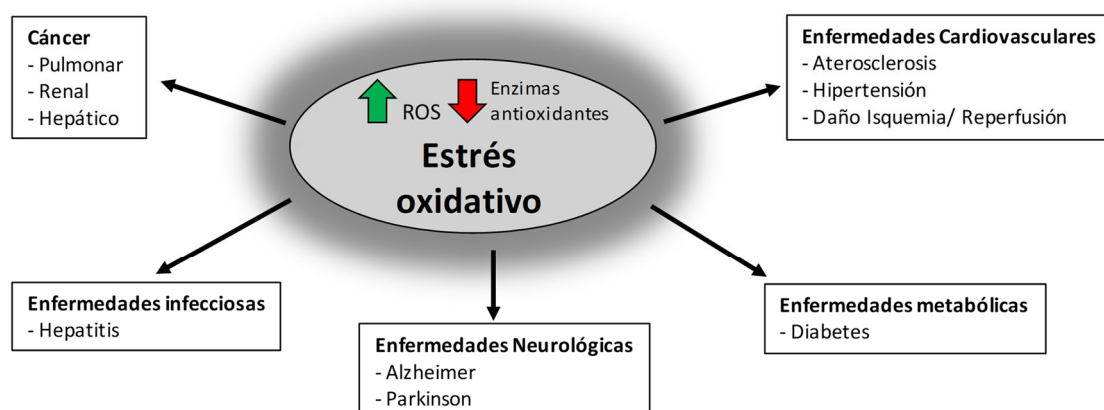 Cáncer
- Pulmonar
- Renal
- Hepático
ROS
Enzimas
antioxidantes
Estrés
oxidativo
Enfermedades Cardiovasculares
- Aterosclerosis
- Hipertensión
- Daño Isquemia/ Reperfusión
Enfermedades infecciosas
- Hepatitis
Enfermedades Neurológicas
- Alzheimer
- Parkinson
Enfermedades metabólicas
- Diabetes